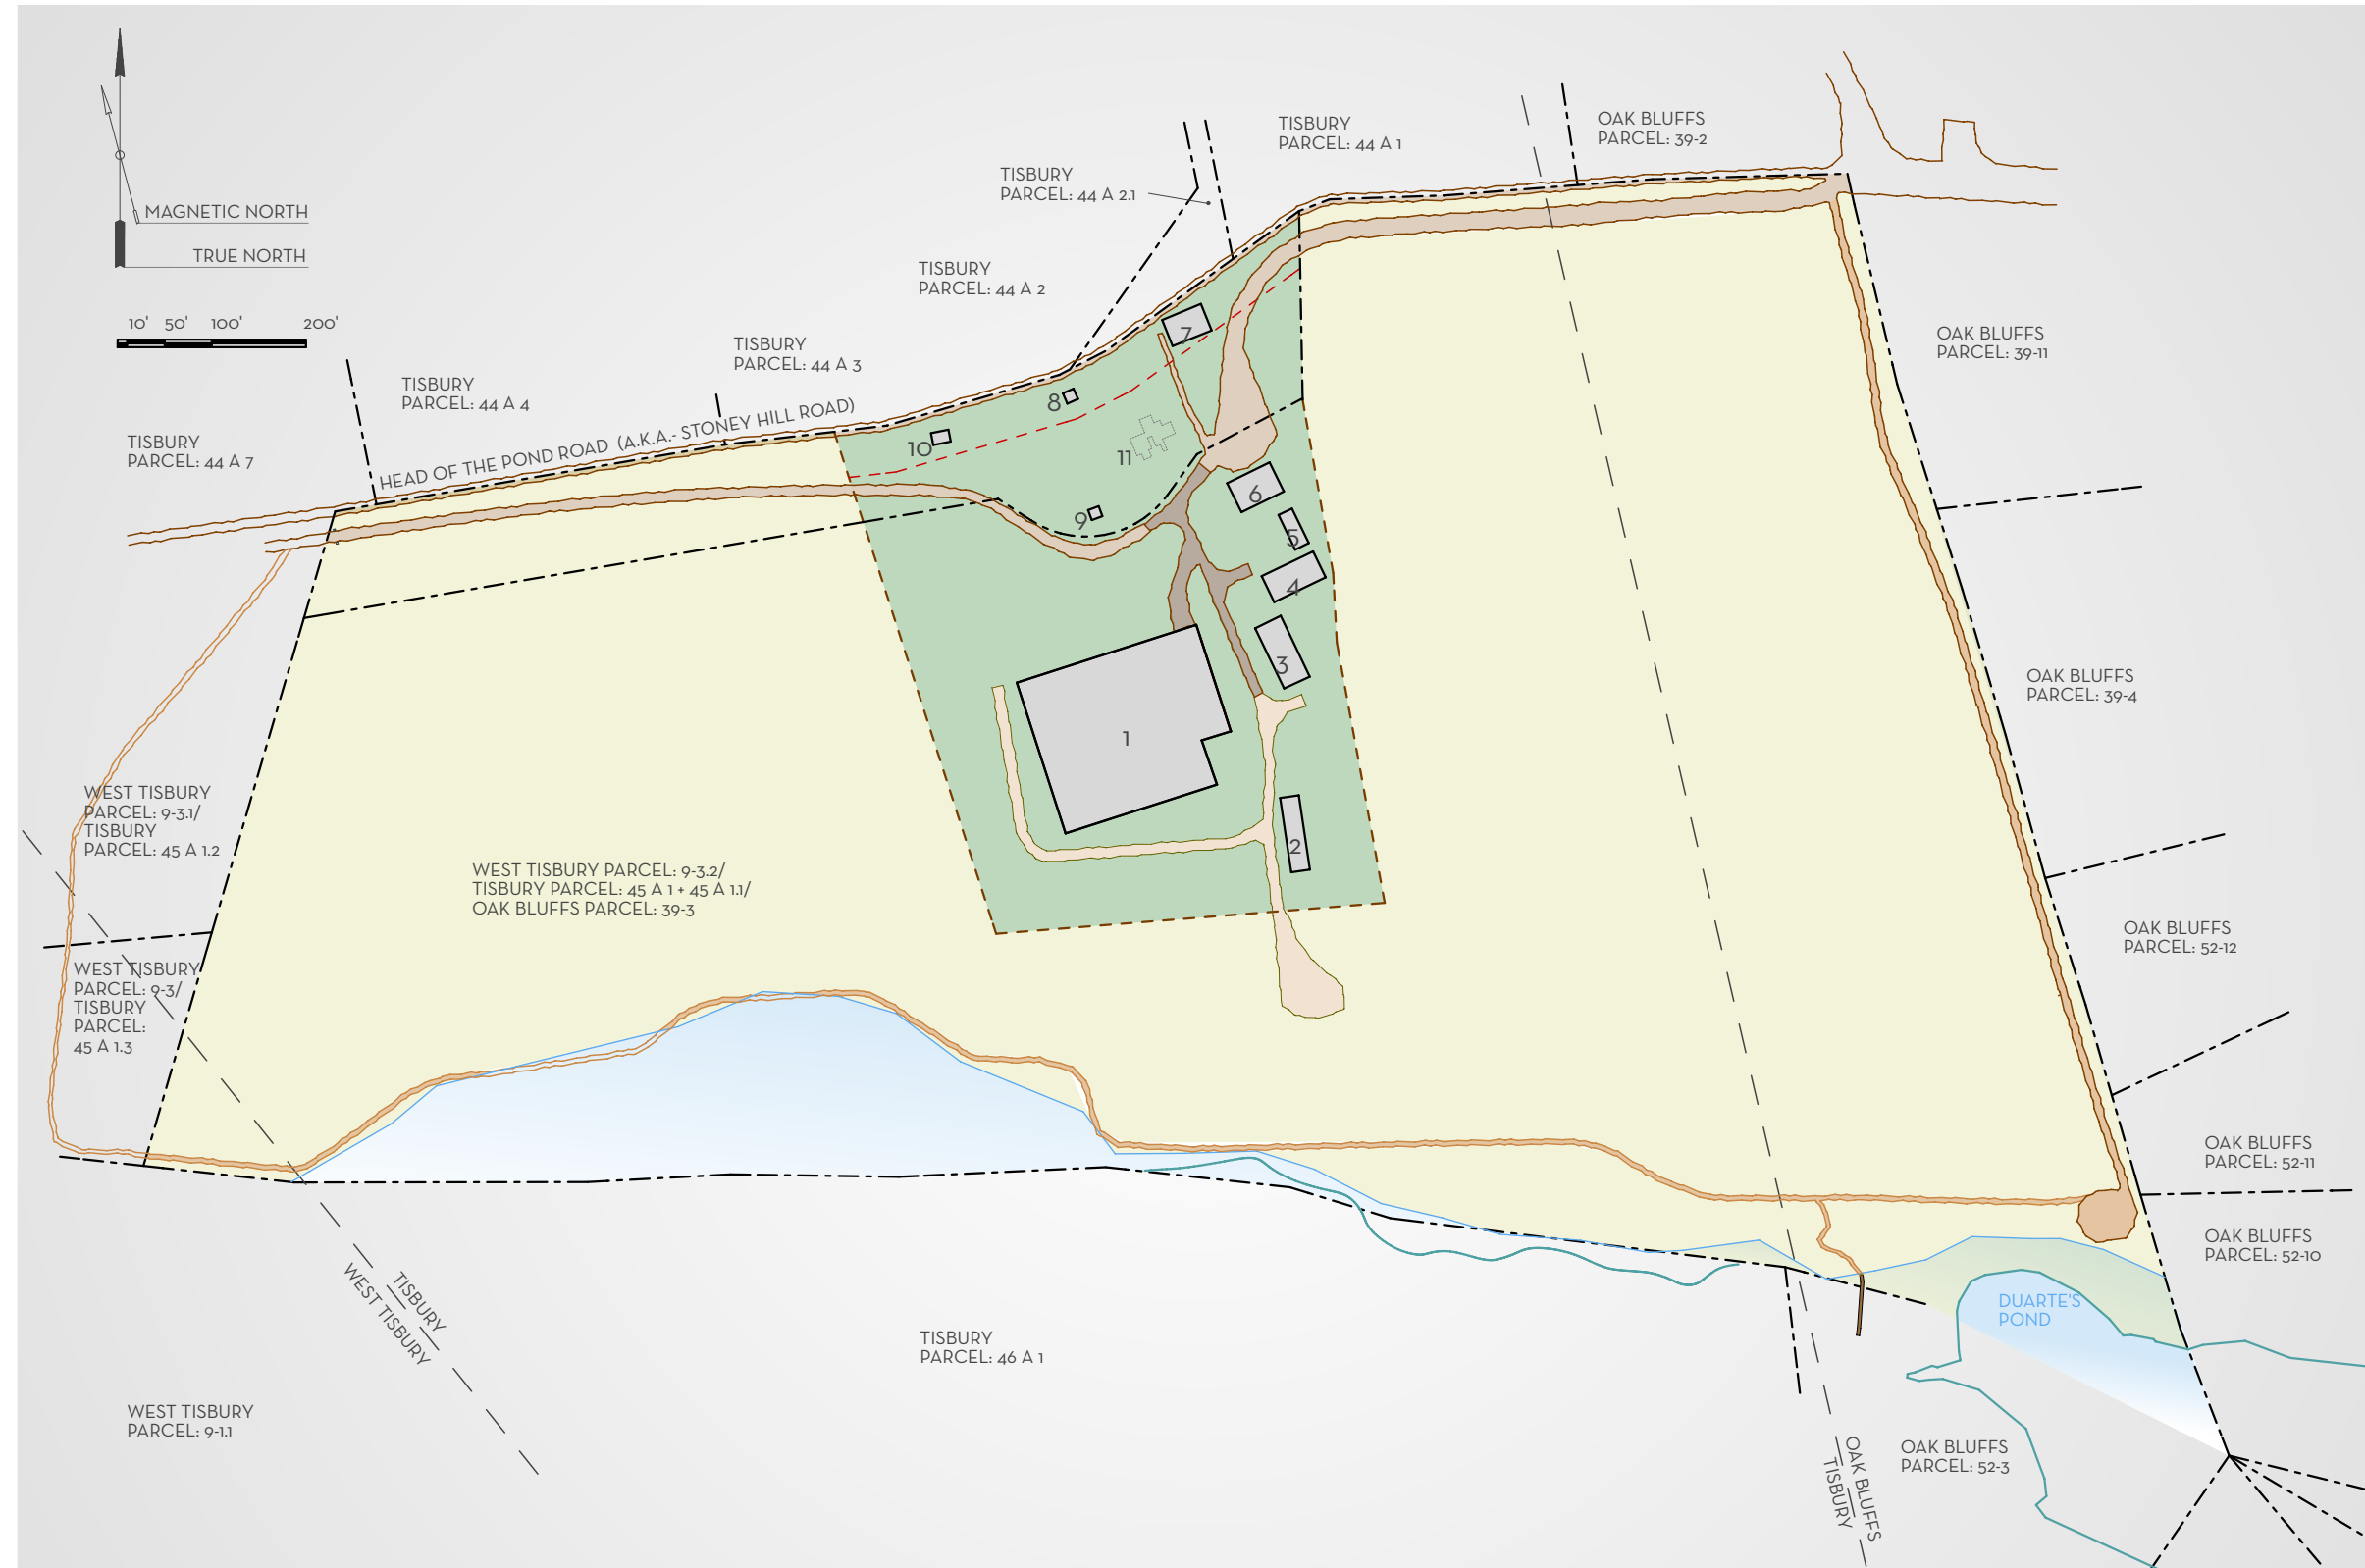 MAGNETIC NORTH
TRUE NORTH
10' 50' 100' 200'
TISBURY
PARCEL: 44 A 1
OAK BLUFFS
PARCEL: 39-2
TISBURY
PARCEL: 44 A 2.1
TISBURY
PARCEL: 44 A 2
TISBURY
PARCEL: 44 A 3
TISBURY
PARCEL: 44 A 4
TISBURY
PARCEL: 44 A 7
HEAD OF THE POND ROAD (A.K.A.- STONEY HILL ROAD)
OAK BLUFFS
PARCEL: 39-11
7
8
10
11
6
9
5
4
3
1
2
OAK BLUFFS
PARCEL: 39-4
WEST TISBURY
PARCEL: 9-3.1/
TISBURY
PARCEL: 45 A 1.2
WEST TISBURY PARCEL: 9-3.2/
TISBURY PARCEL: 45 A 1 + 45 A 1.1/
OAK BLUFFS PARCEL: 39-3
OAK BLUFFS
PARCEL: 52-12
WEST TISBURY
PARCEL: 9-3/
TISBURY
PARCEL:
45 A 1.3
OAK BLUFFS
PARCEL: 52-11
OAK BLUFFS
PARCEL: 52-10
DUARTE'S
POND
TISBURY
WEST TISBURY
TISBURY
PARCEL: 46 A 1
WEST TISBURY
PARCEL: 9-1.1
OAK BLUFFS
TISBURY
OAK BLUFFS
PARCEL: 52-3